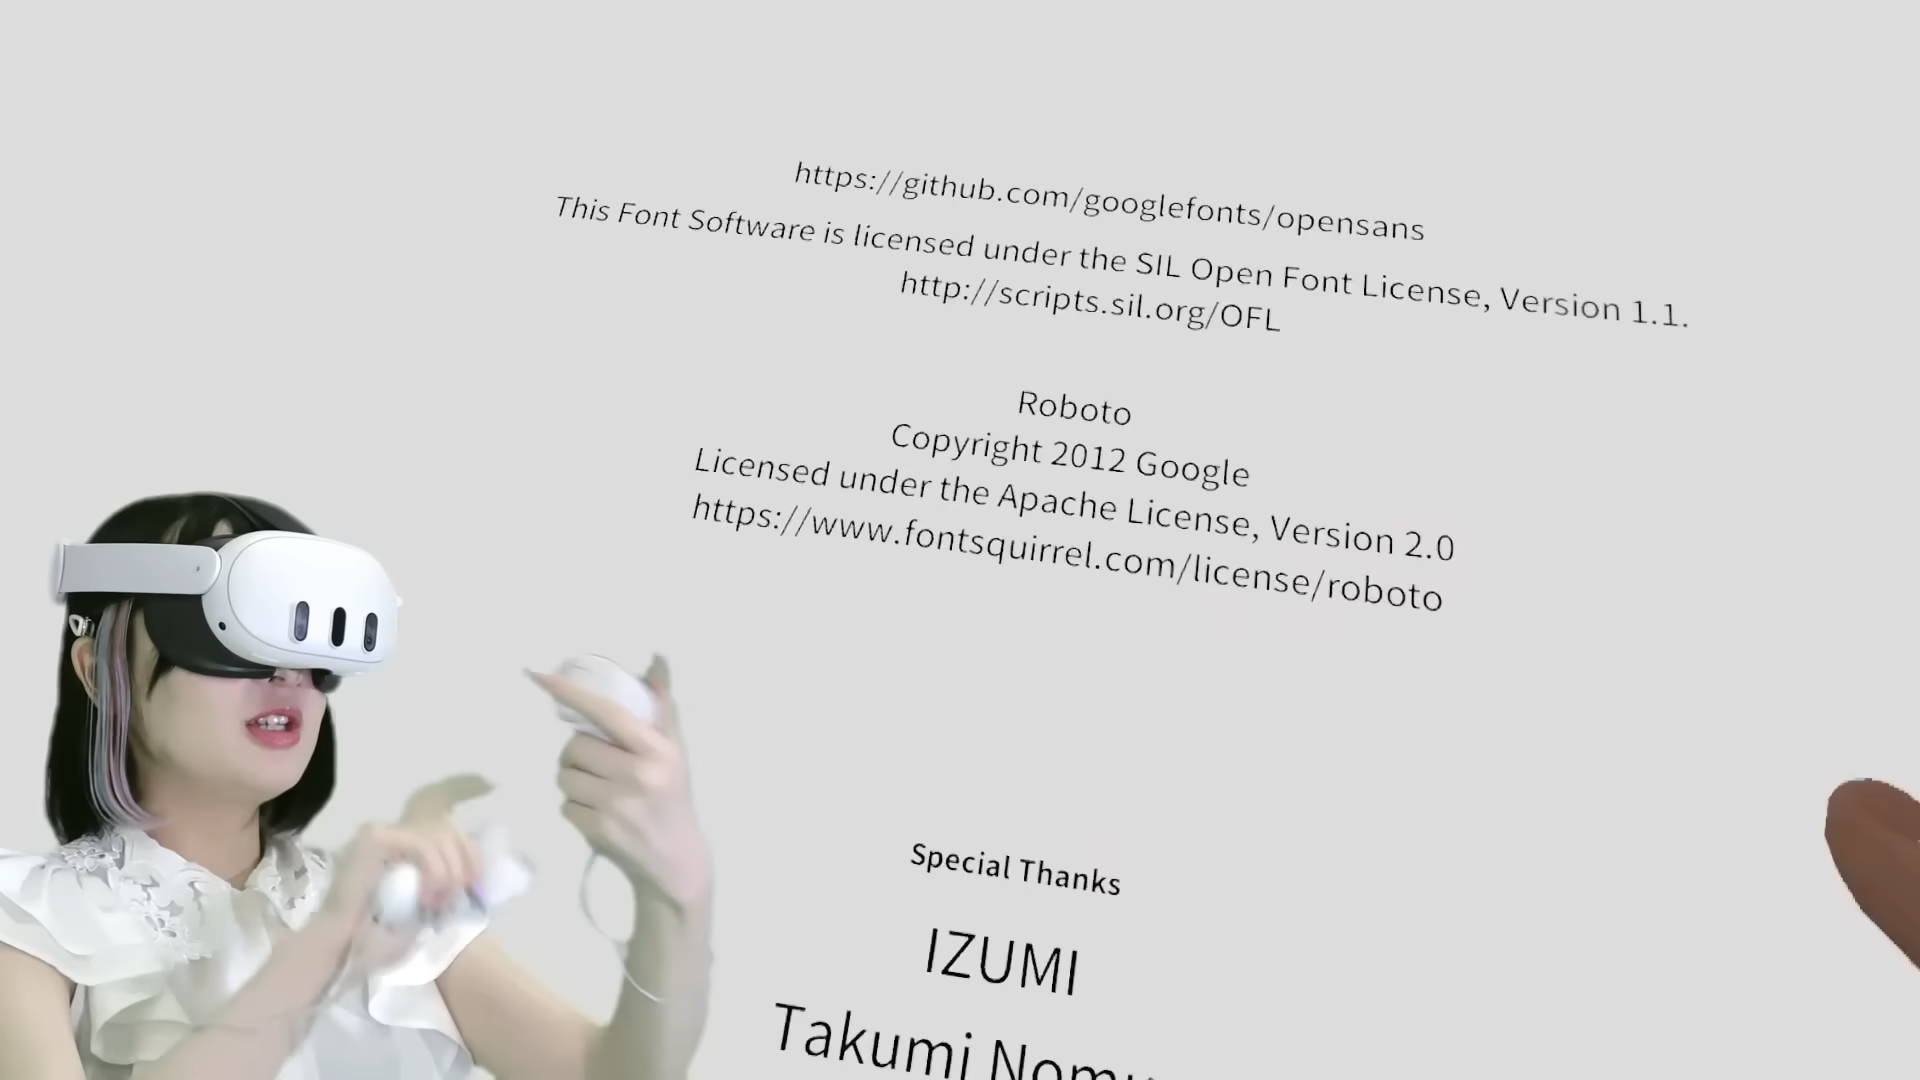 https://github.com/googlefonts/opensans
This Font Software is licensed under the SIL Open Font License, Version 1.1.
http://scripts.sil.org/OFL
Roboto
Copyright 2012 Google
Licensed under the Apache License, Version 2.0
https://www.fontsquirrel.com/license/roboto
Special Thanks
IZUMI
Takumi